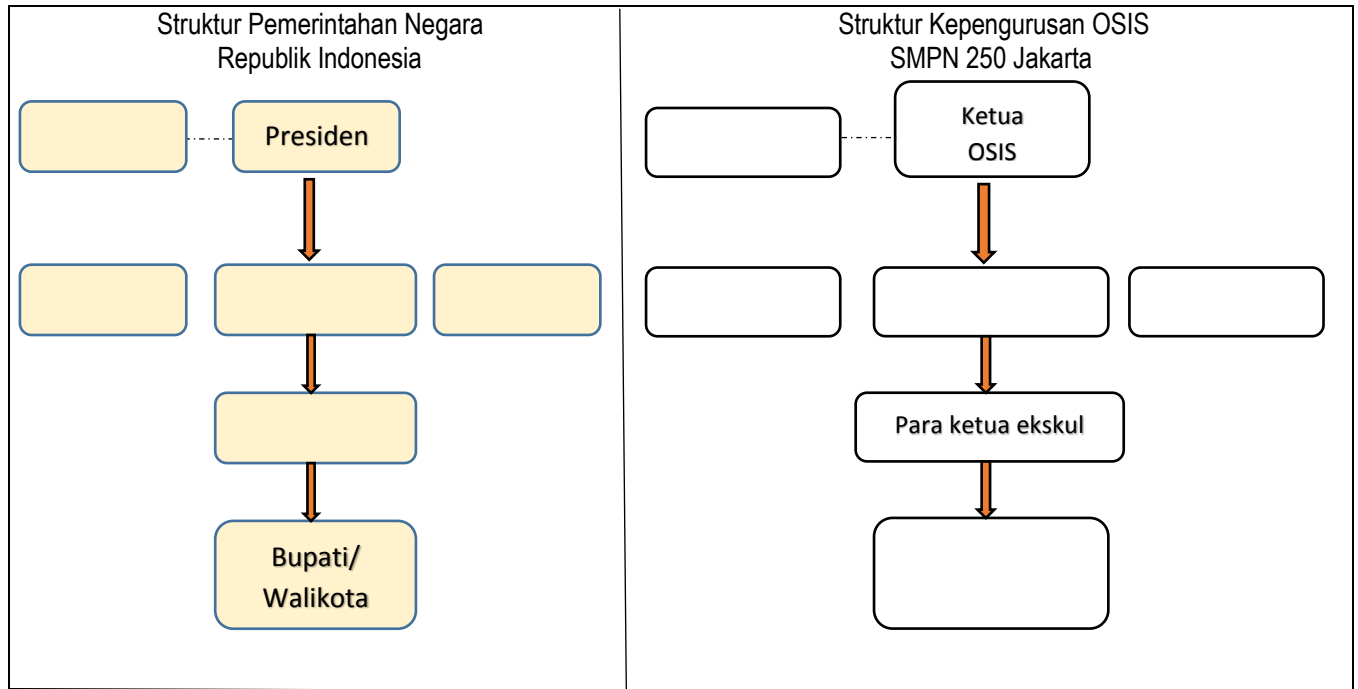 Struktur Pemerintahan Negara
Republik Indonesia
Presiden
Bupati/
Walikota
Struktur Kepengurusan OSIS
SMPN 250 Jakarta
Ketua
OSIS
Para ketua ekskul